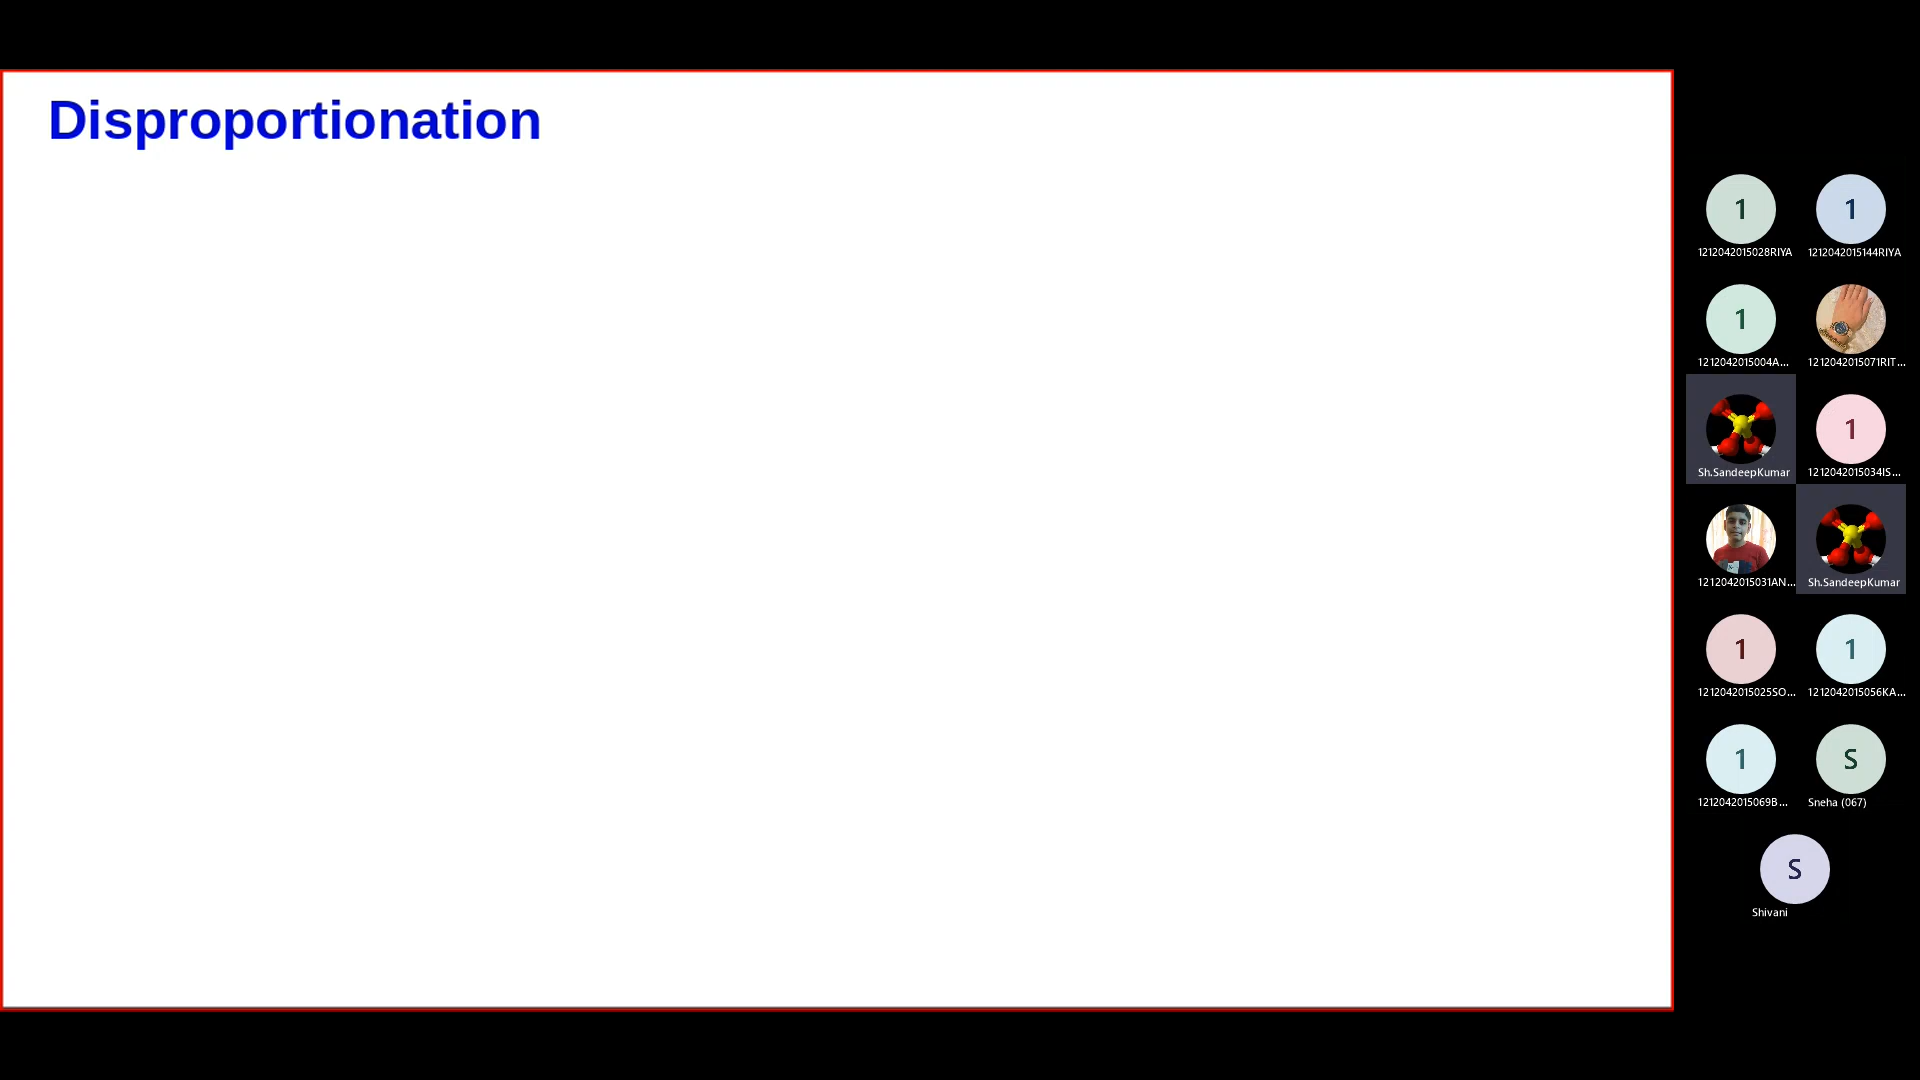 Disproportionation
1
1
1212042015028RIYA
1212042015144RIYA
1
1212042015004A...
1212042015071RIT...
1
Sh.SandeepKumar
1212042015034IS...
1212042015031AN...
Sh.SandeepKumar
1
1
1212042015025SO...
1212042015056KA...
1
S
1212042015069B...
Sneha (067)
S
Shivani